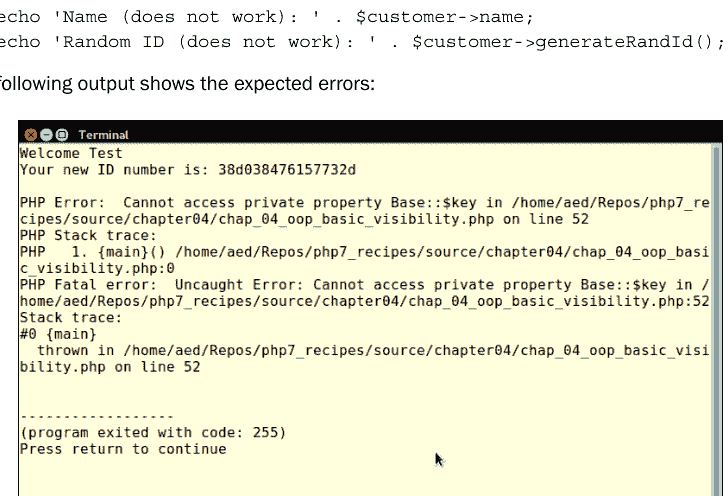 echo 'Name (does not work): ' . $customer->name;
echo 'Random ID (does not work): ' . $customer->generateRandId();
following output shows the expected errors:
Terminal
Welcome Test
Your new ID number is: 38d038476157732d
PHP Error:  Cannot access private property Base::$key in /home/aed/Repos/php7_re
cipes/source/chapter04/chap_04_oop_basic_visibility.php on line 52
PHP Stack trace:
PHP   1. {main}() /home/aed/Repos/php7_recipes/source/chapter04/chap_04_oop_basi
c_visibility.php:0
PHP Fatal error:  Uncaught Error: Cannot access private property Base::$key in /
home/aed/Repos/php7_recipes/source/chapter04/chap_04_oop_basic_visibility.php:52
Stack trace:
#0 {main}
  thrown in /home/aed/Repos/php7_recipes/source/chapter04/chap_04_oop_basic_visi
bility.php on line 52
------------------
(program exited with code: 255)
Press return to continue